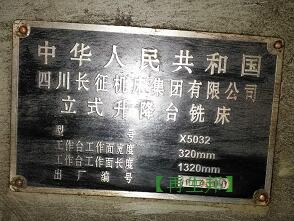 中华人民共和国
四川长征机床集团有限公司
立式升降台铣床
型号 X5032
工作台工作面宽度 320mm
工作台工作面长度 1320mm
出厂编号